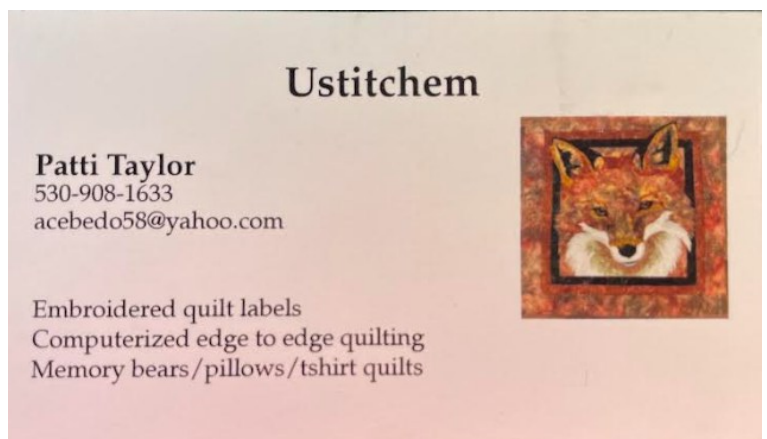 Ustitchem
Patti Taylor
530-908-1633
acebedo58@yahoo.com
Embroidered quilt labels
Computerized edge to edge quilting
Memory bears/pillows/tshirt quilts